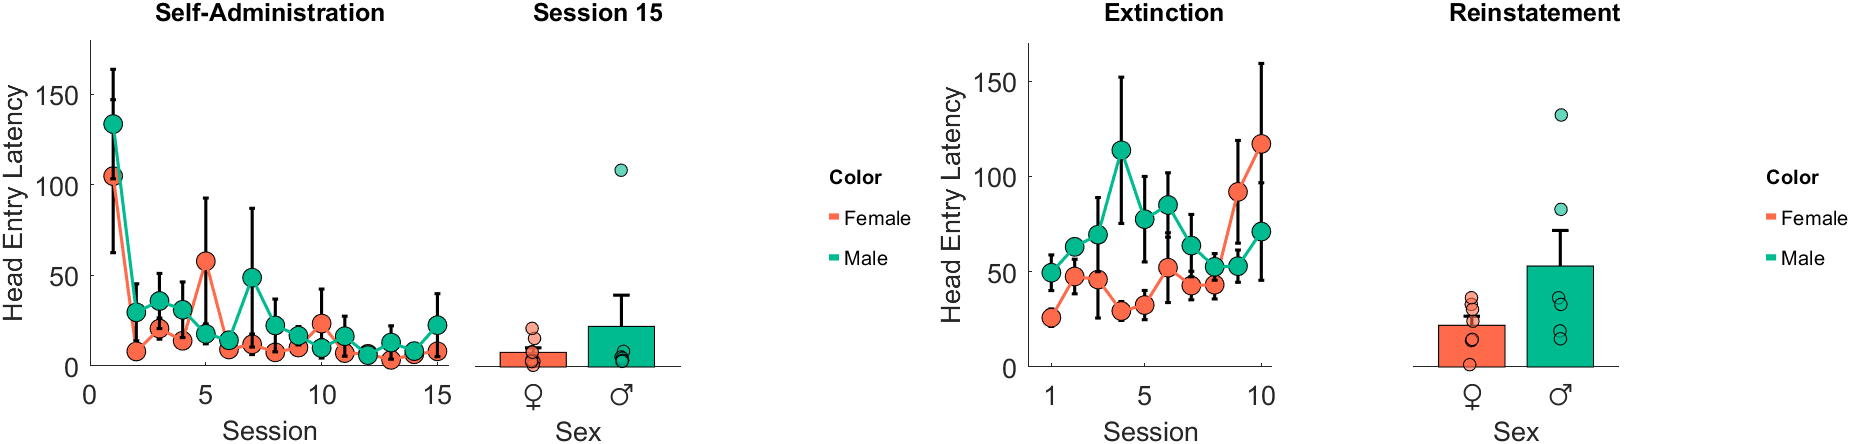 Self-Administration
Session 15
Head Entry Latency
150
100
50
0
0 5 10 15
Session
♀ ♂
Sex
Color
Female
Male
Extinction
Reinstatement
Head Entry Latency
150
100
50
0
1 5 10
Session
♀ ♂
Sex
Color
Female
Male